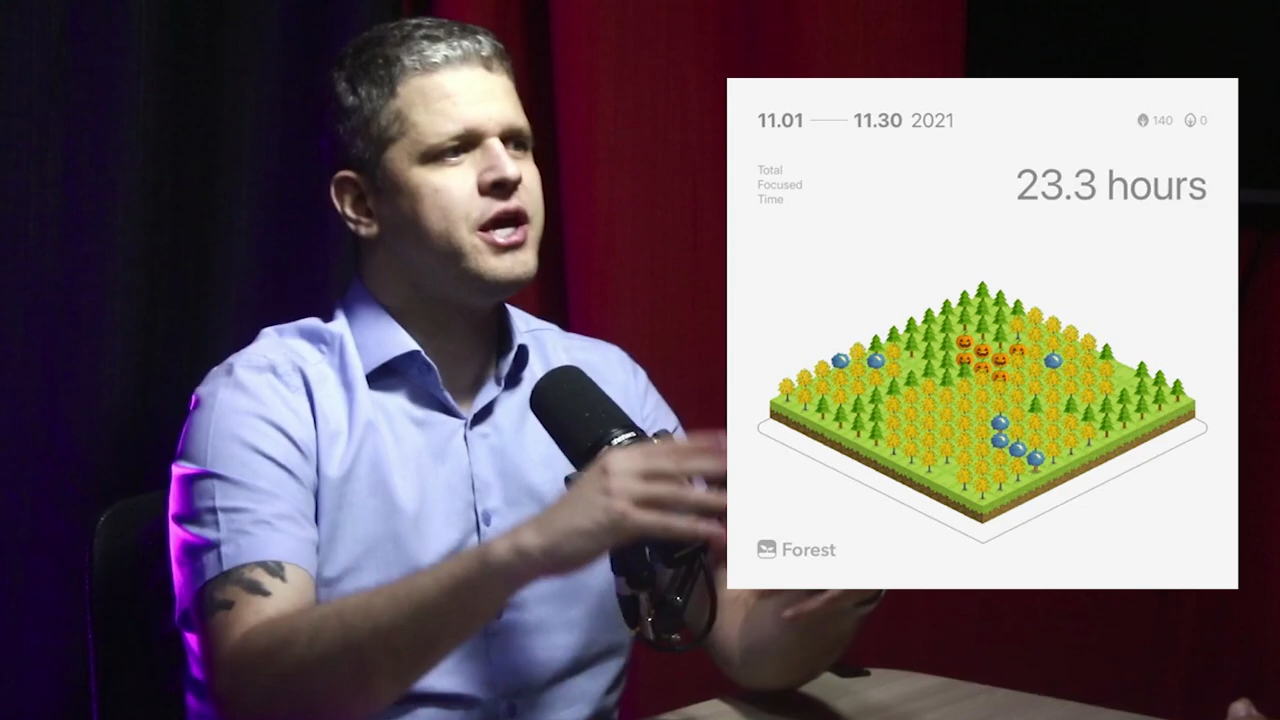 11.01 — 11.30 2021
140 0
Total
Focused
Time
23.3 hours
Forest